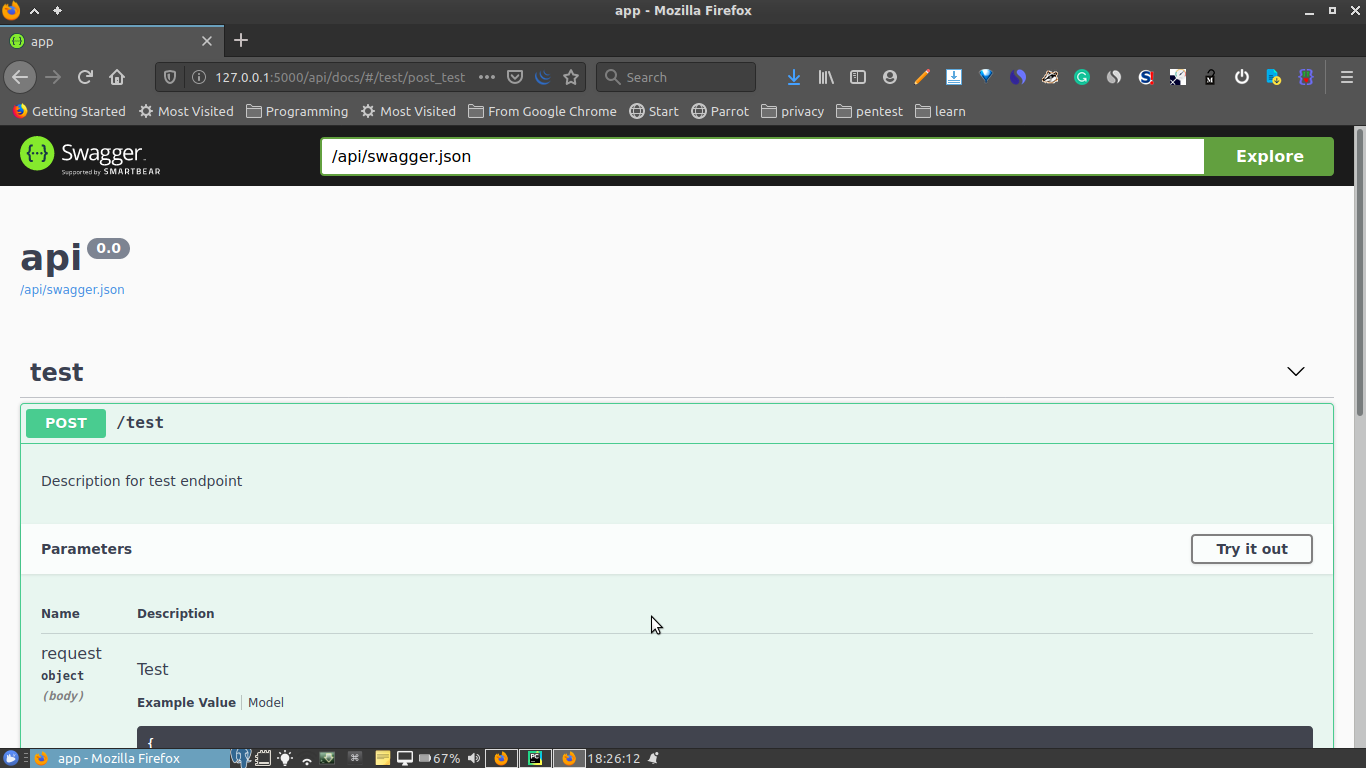 app - Mozilla Firefox
app
127.0.0.1:5000/api/docs/#/test/post_test
Search
Getting Started Most Visited Programming Most Visited From Google Chrome Start Parrot privacy pentest learn
Swagger.
Supported by SMARTBEAR
/api/swagger.json
Explore
api 0.0
/api/swagger.json
test
POST /test
Description for test endpoint
Parameters
Try it out
Name Description
request
object
(body)
Test
Example Value Model
{
app - Mozilla Firefox 67% 18:26:12